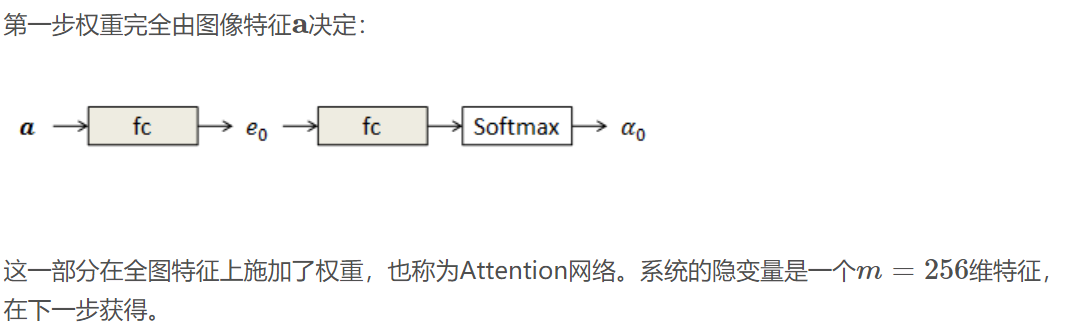 第一步权重完全由图像特征a决定：
a fc e₀ fc Softmax α₀
这一部分在全图特征上施加了权重，也称为Attention网络。系统的隐变量是一个m = 256维特征，
在下一步获得。